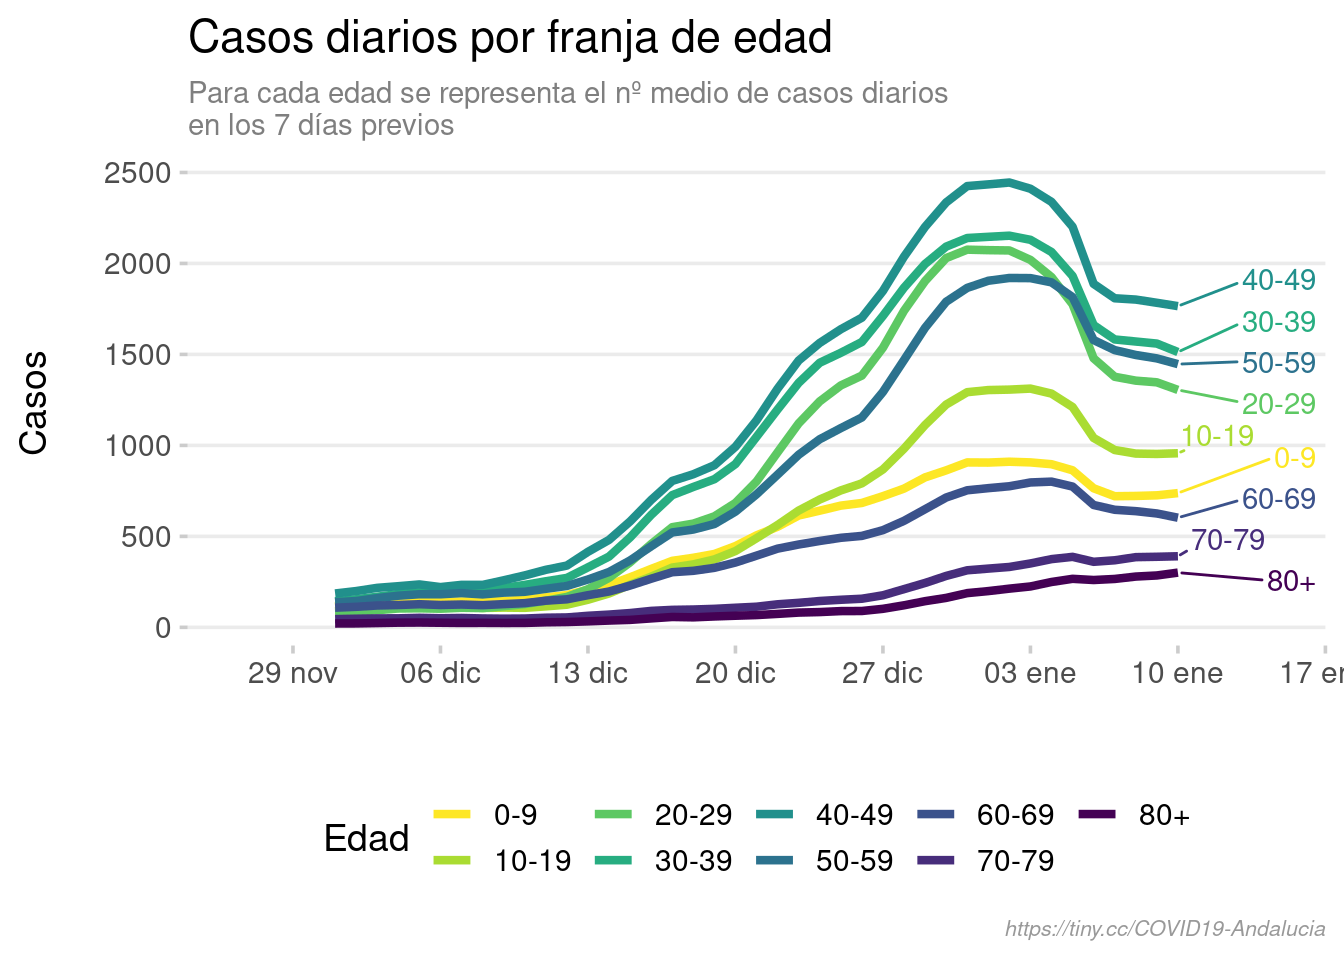 Casos diarios por franja de edad
Para cada edad se representa el nº medio de casos diarios
en los 7 días previos
Casos
2500
2000
1500
1000
500
0
40-49
30-39
50-59
20-29
10-19
0-9
60-69
70-79
80+
29 nov
06 dic
13 dic
20 dic
27 dic
03 ene
10 ene
17 en
Edad
0-9
20-29
40-49
60-69
80+
10-19
30-39
50-59
70-79
https://tiny.cc/COVID19-Andalucia